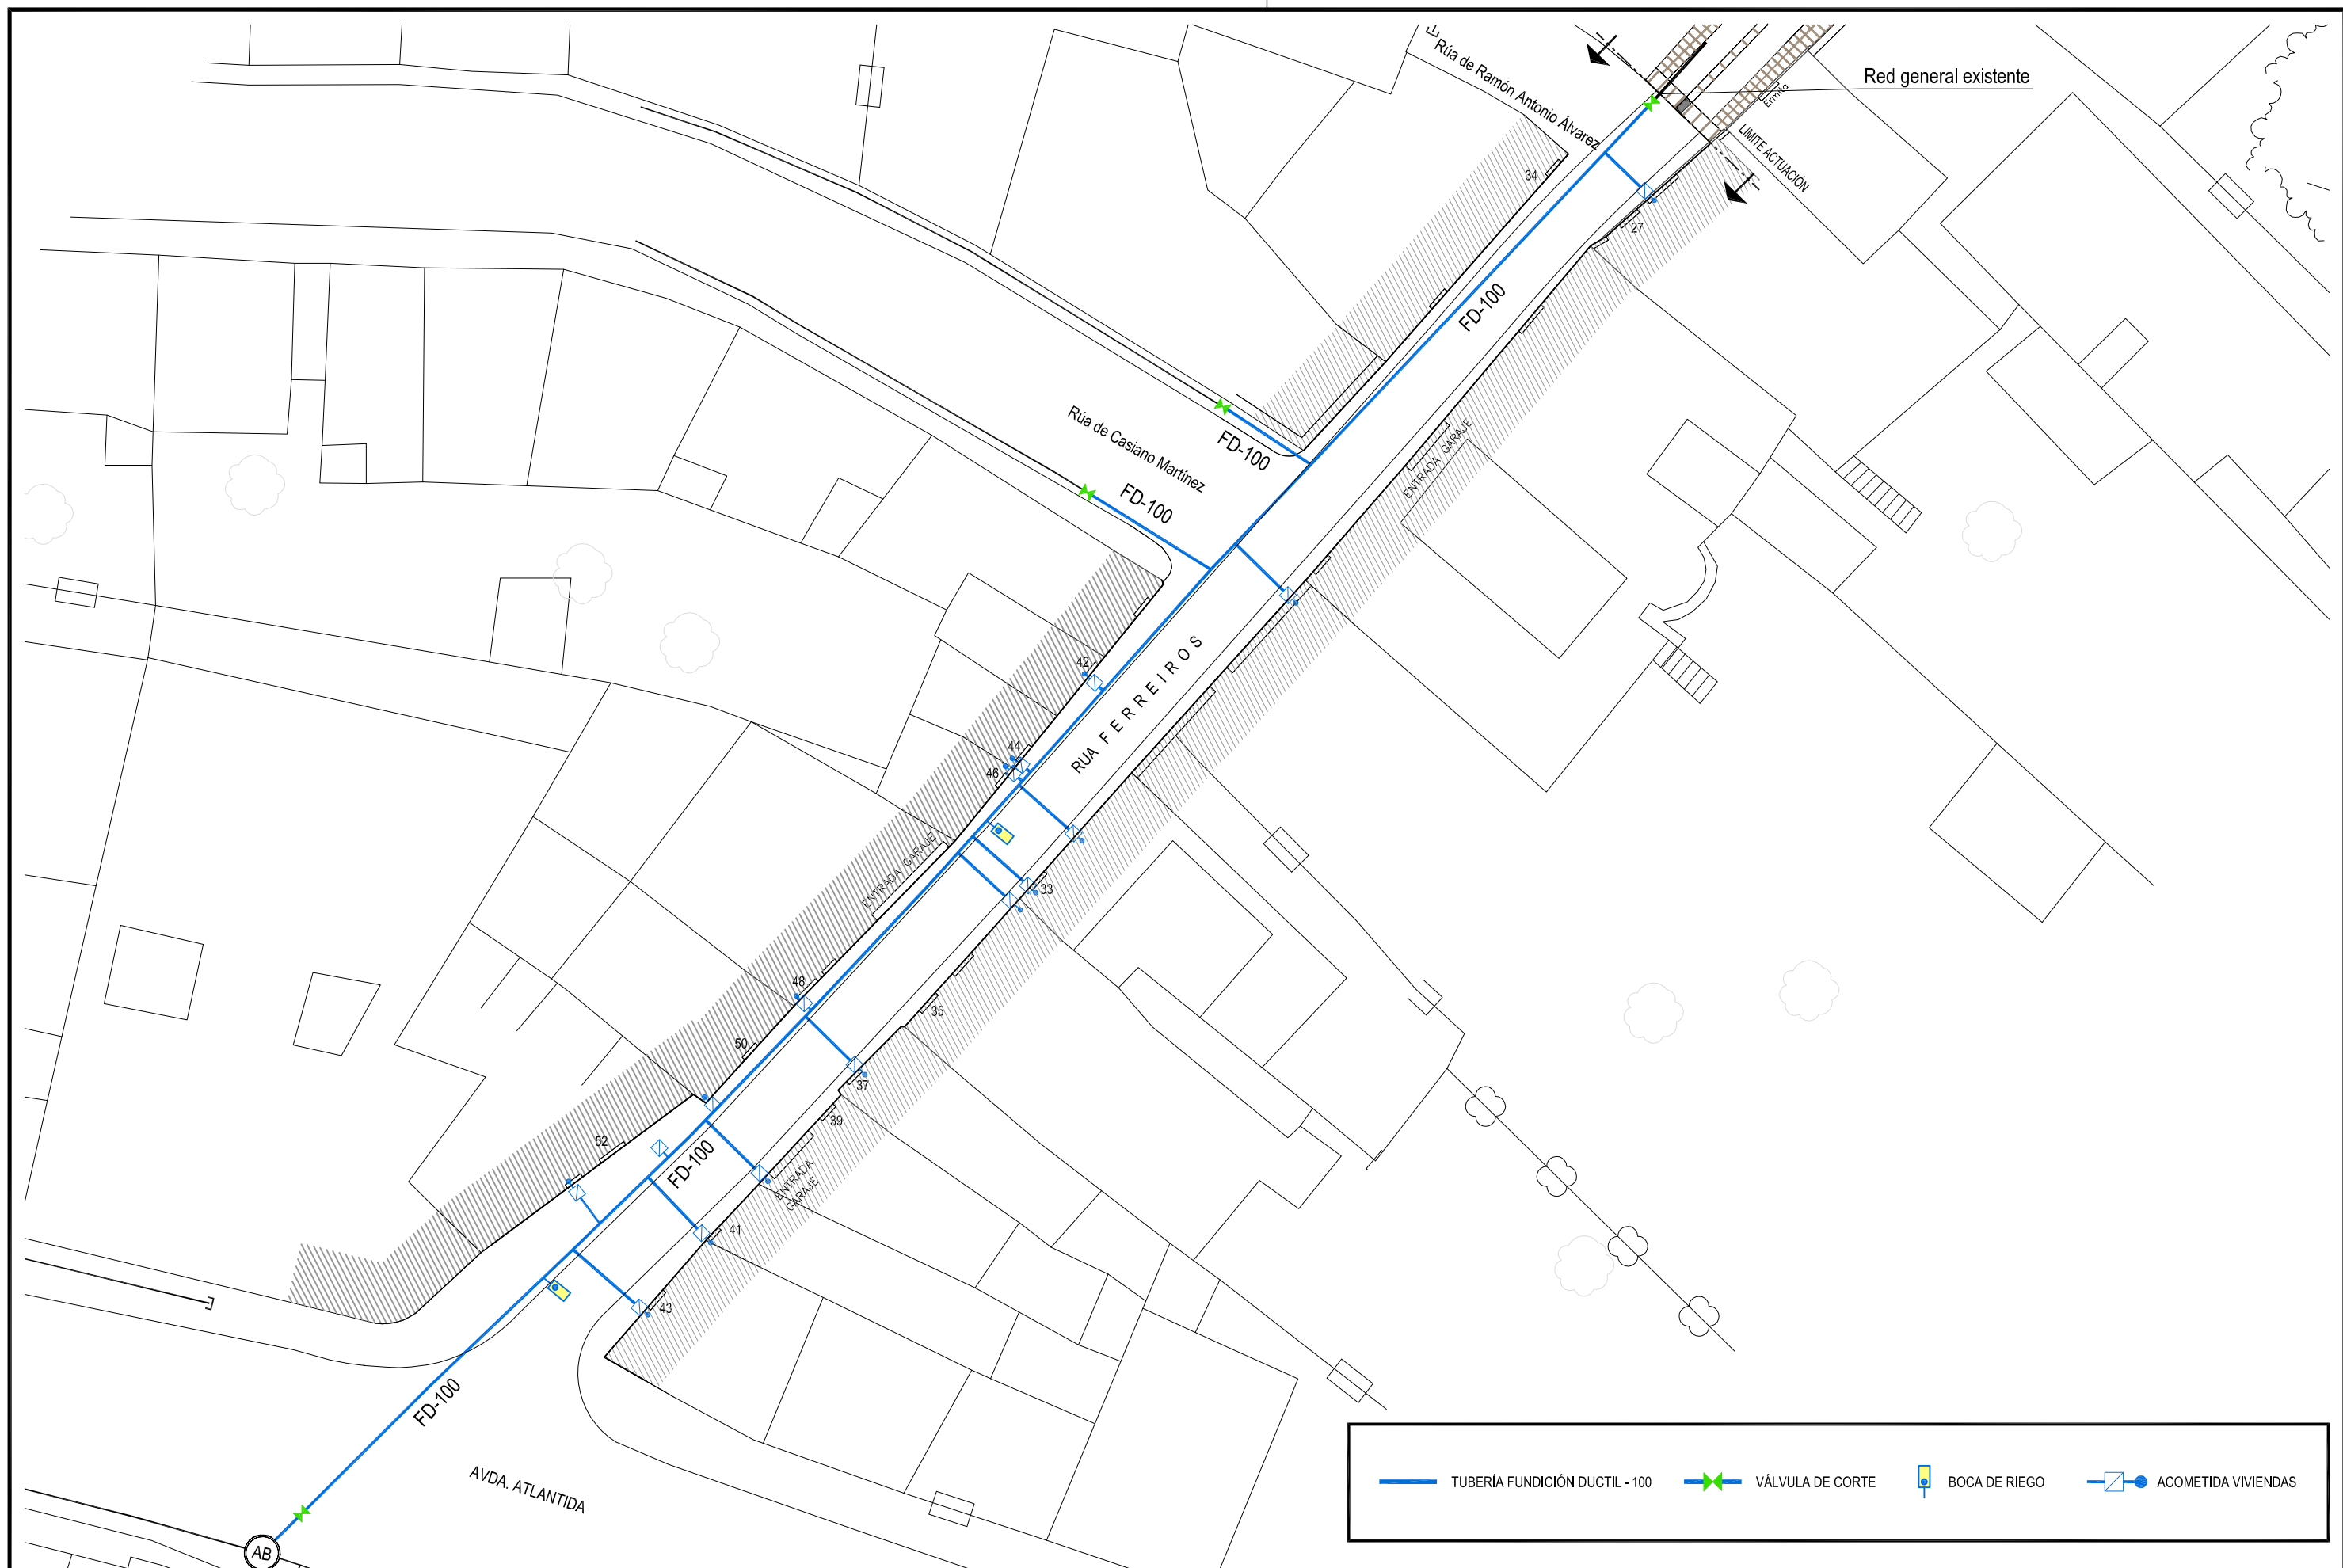 Red general existente
Rúa de Ramón Antonio Álvarez
Ermita
LIMITE ACTUACIÓN
34
27
FD-100
ENTRADA GARAJE
Rúa de Casiano Martínez
FD-100
FD-100
42
RUA FERREIROS
44
46
ENTRADA GARAJE
33
48
35
50
37
39
52
FD-100
ENTRADA
GARAJE
41
43
FD-100
AVDA. ATLANTIDA
AB
TUBERÍA FUNDICIÓN DUCTIL - 100
VÁLVULA DE CORTE
BOCA DE RIEGO
ACOMETIDA VIVIENDAS